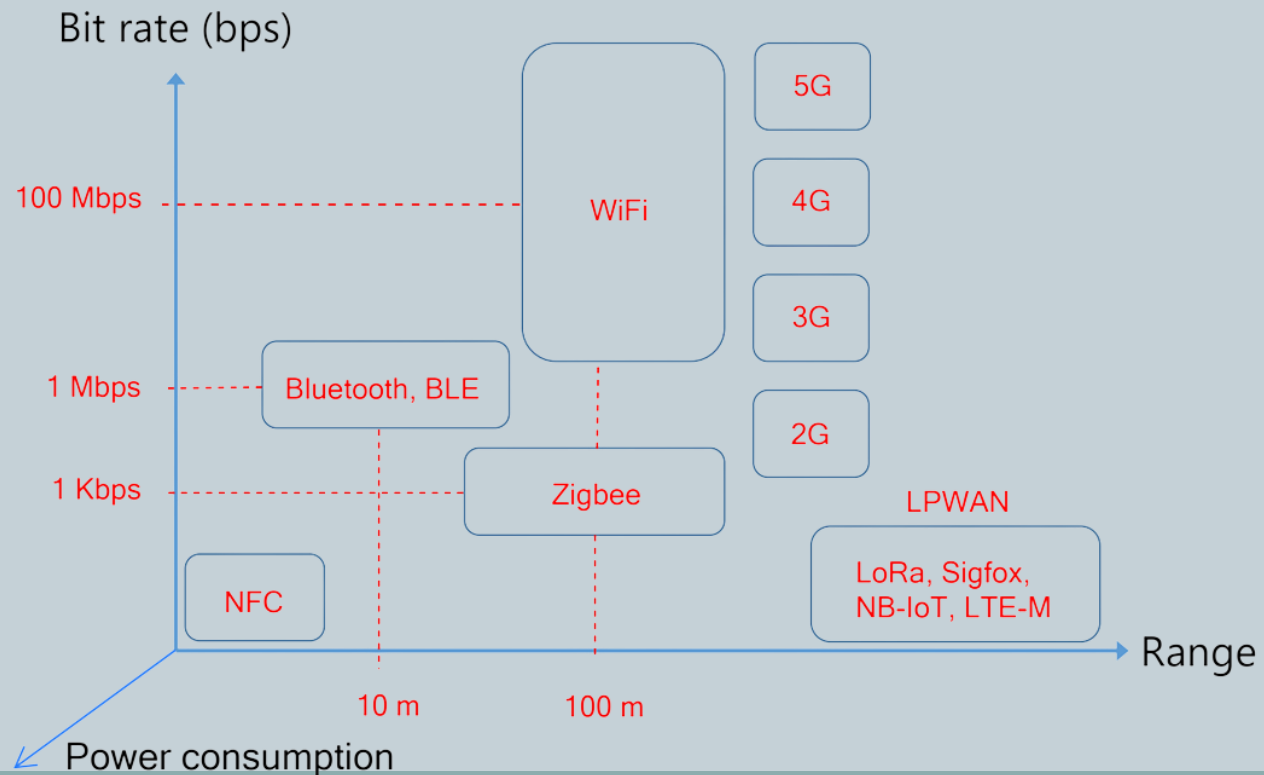 Bit rate (bps)
5G
100 Mbps
WiFi
4G
3G
1 Mbps
Bluetooth, BLE
2G
1 Kbps
Zigbee
LPWAN
NFC
LoRa, Sigfox,
NB-IoT, LTE-M
Range
10 m
100 m
Power consumption